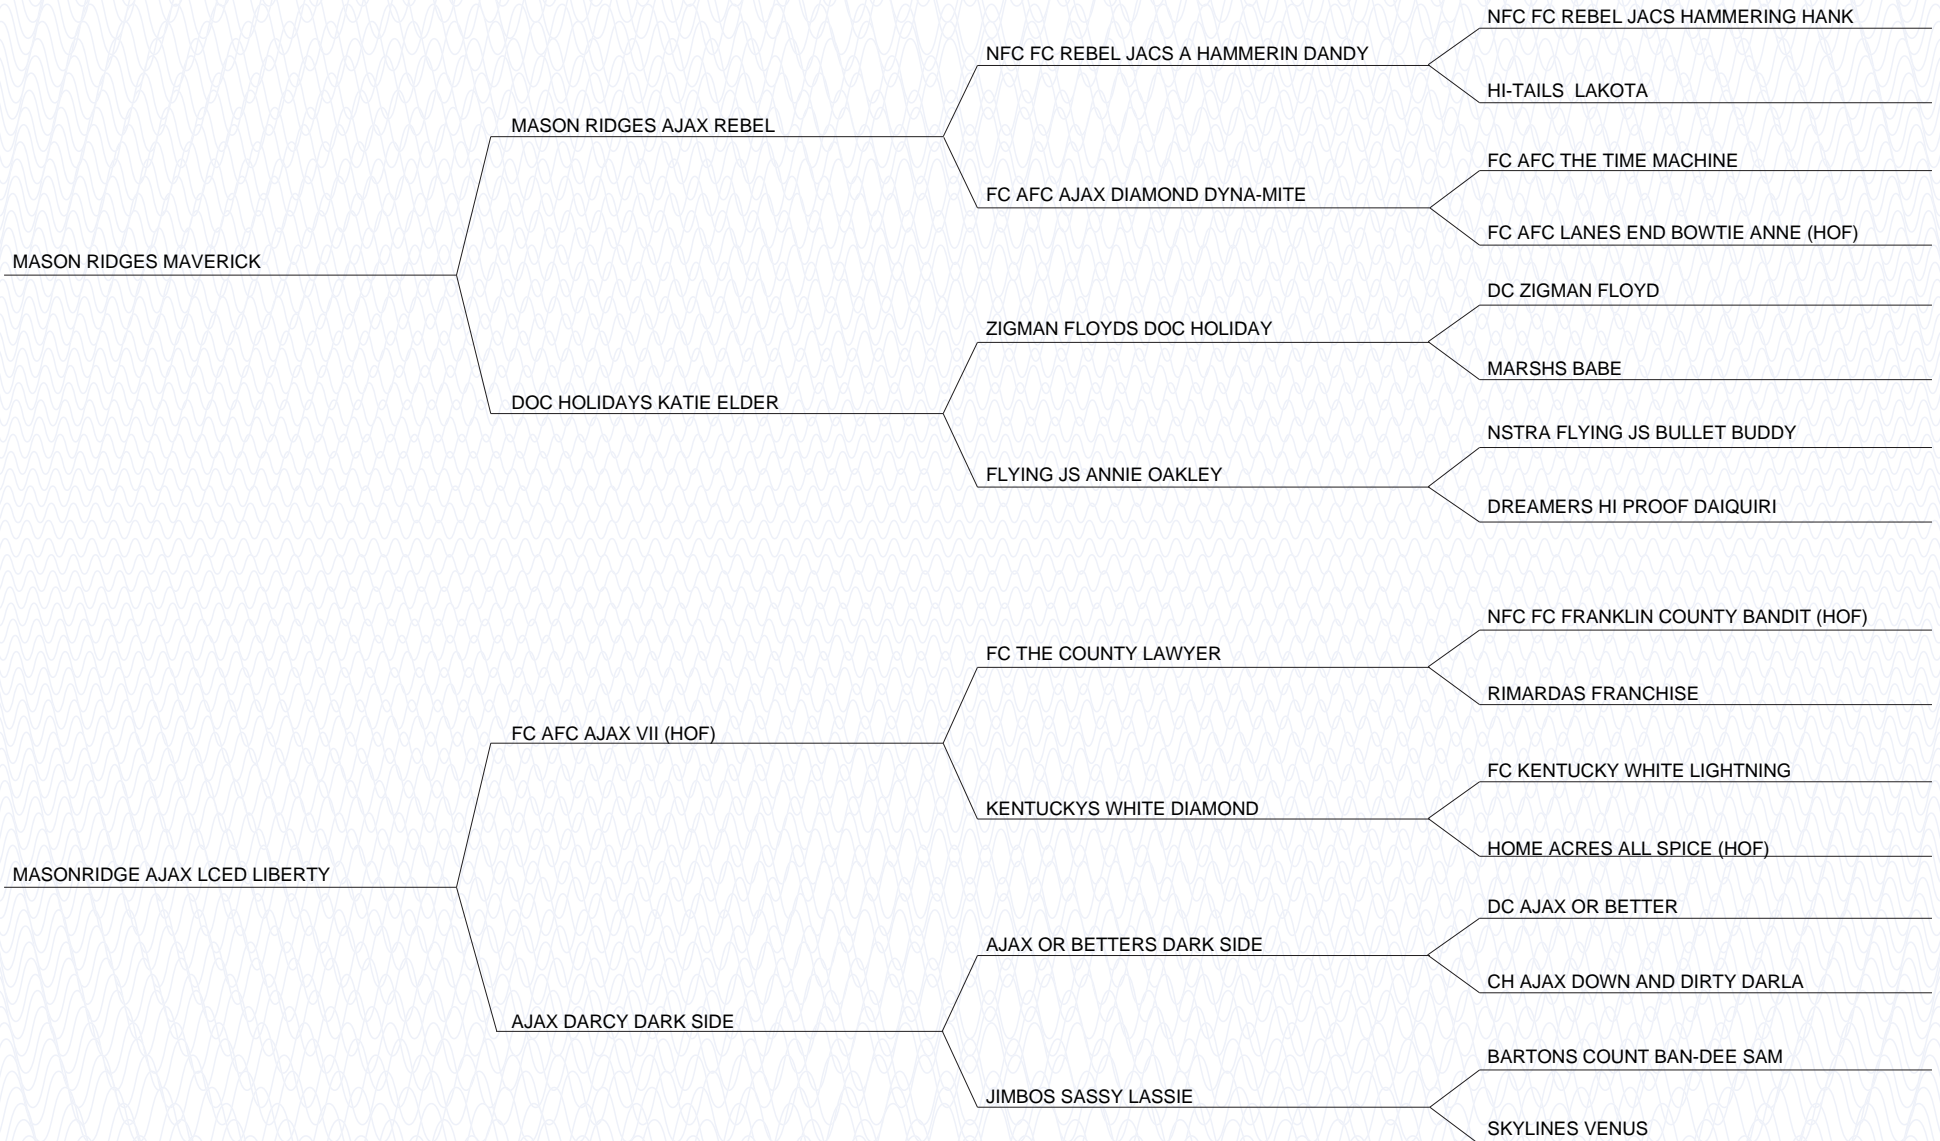 NFC FC REBEL JACS HAMMERING HANK
NFC FC REBEL JACS A HAMMERIN DANDY
HI-TAILS LAKOTA
MASON RIDGES AJAX REBEL
FC AFC THE TIME MACHINE
FC AFC AJAX DIAMOND DYNA-MITE
FC AFC LANES END BOWTIE ANNE (HOF)
MASON RIDGES MAVERICK
DC ZIGMAN FLOYD
ZIGMAN FLOYDS DOC HOLIDAY
MARSHS BABE
DOC HOLIDAYS KATIE ELDER
NSTRA FLYING JS BULLET BUDDY
FLYING JS ANNIE OAKLEY
DREAMERS HI PROOF DAIQUIRI
NFC FC FRANKLIN COUNTY BANDIT (HOF)
FC THE COUNTY LAWYER
RIMARDAS FRANCHISE
FC AFC AJAX VII (HOF)
FC KENTUCKY WHITE LIGHTNING
KENTUCKYS WHITE DIAMOND
HOME ACRES ALL SPICE (HOF)
MASONRIDGE AJAX LCED LIBERTY
DC AJAX OR BETTER
AJAX OR BETTERS DARK SIDE
CH AJAX DOWN AND DIRTY DARLA
AJAX DARCY DARK SIDE
BARTONS COUNT BAN-DEE SAM
JIMBOS SASSY LASSIE
SKYLINES VENUS